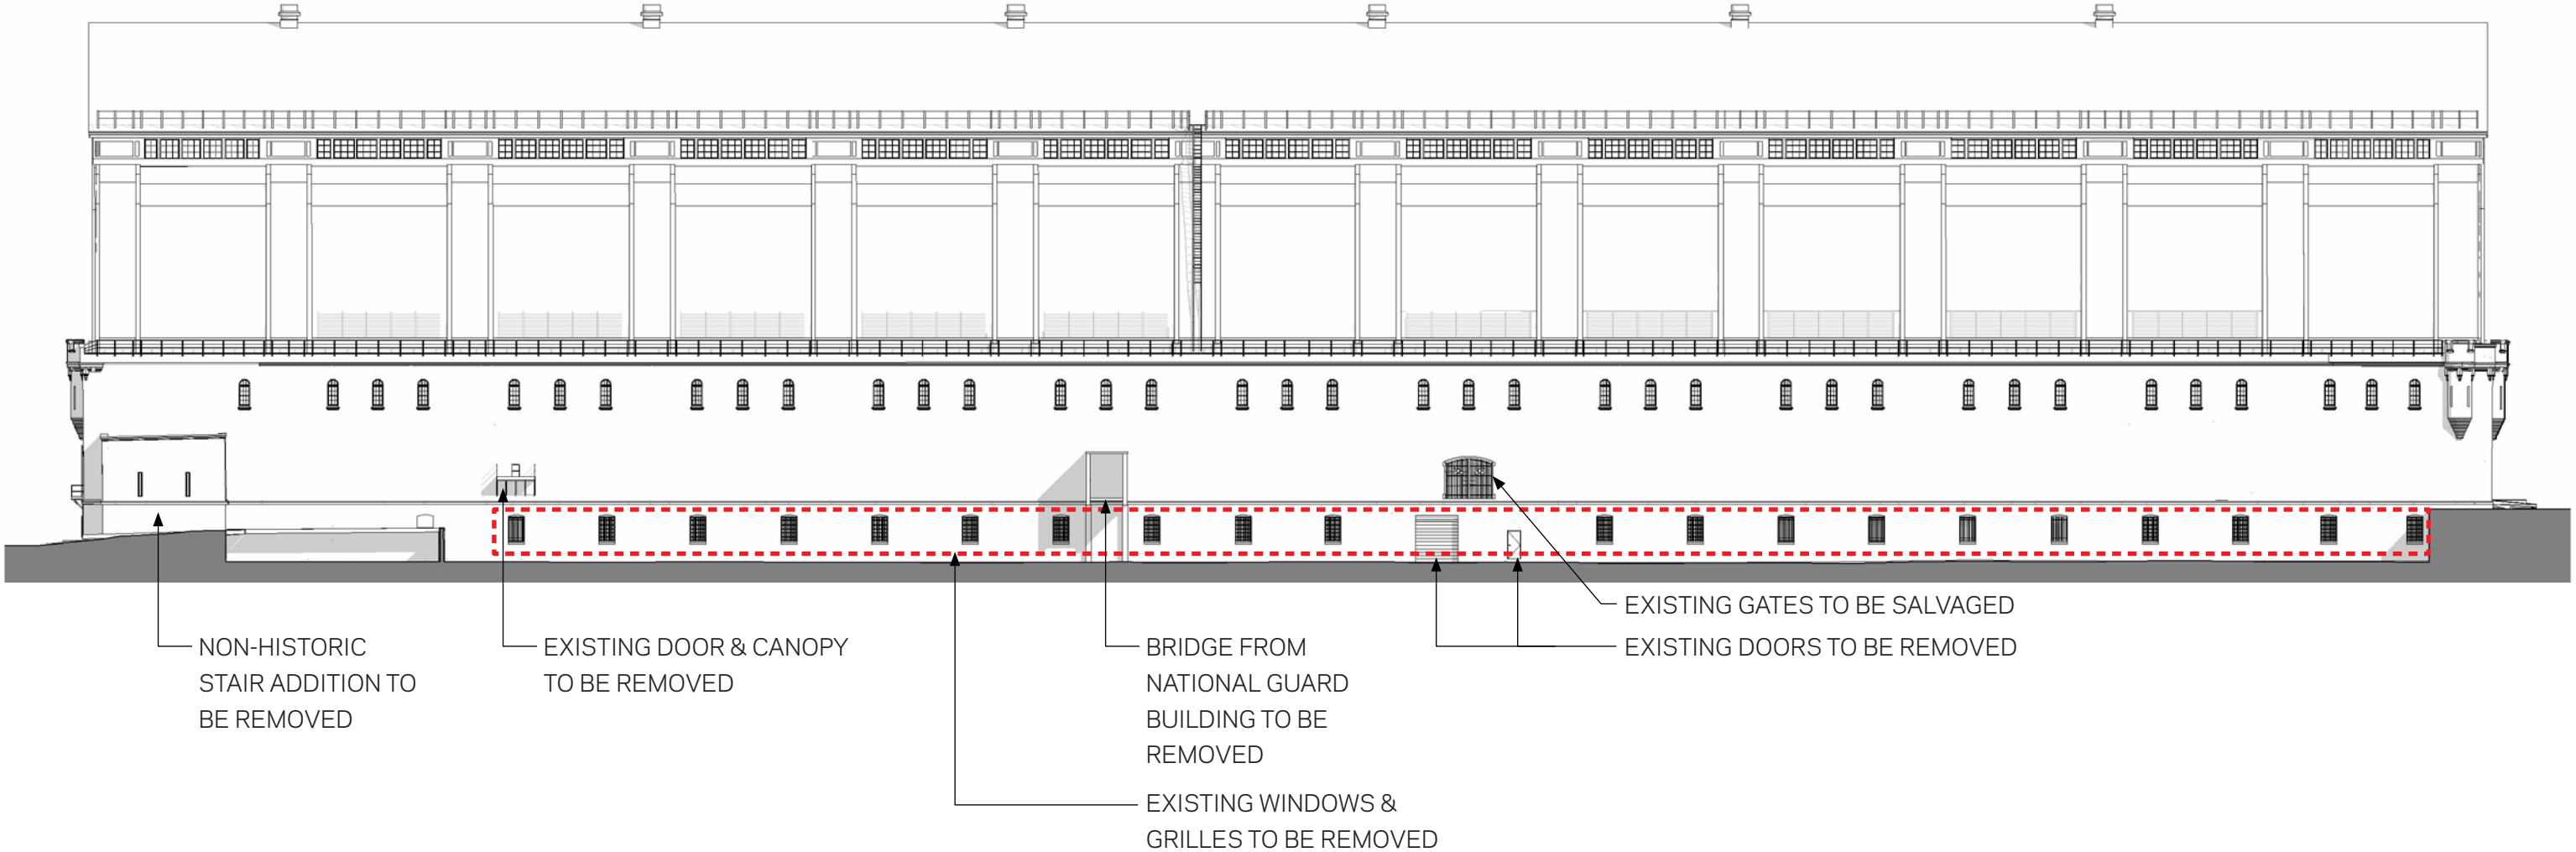 EXISTING GATES TO BE SALVAGED
NON-HISTORIC
STAIR ADDITION TO
BE REMOVED
EXISTING DOOR & CANOPY
TO BE REMOVED
BRIDGE FROM
NATIONAL GUARD
BUILDING TO BE
REMOVED
EXISTING DOORS TO BE REMOVED
EXISTING WINDOWS &
GRILLES TO BE REMOVED